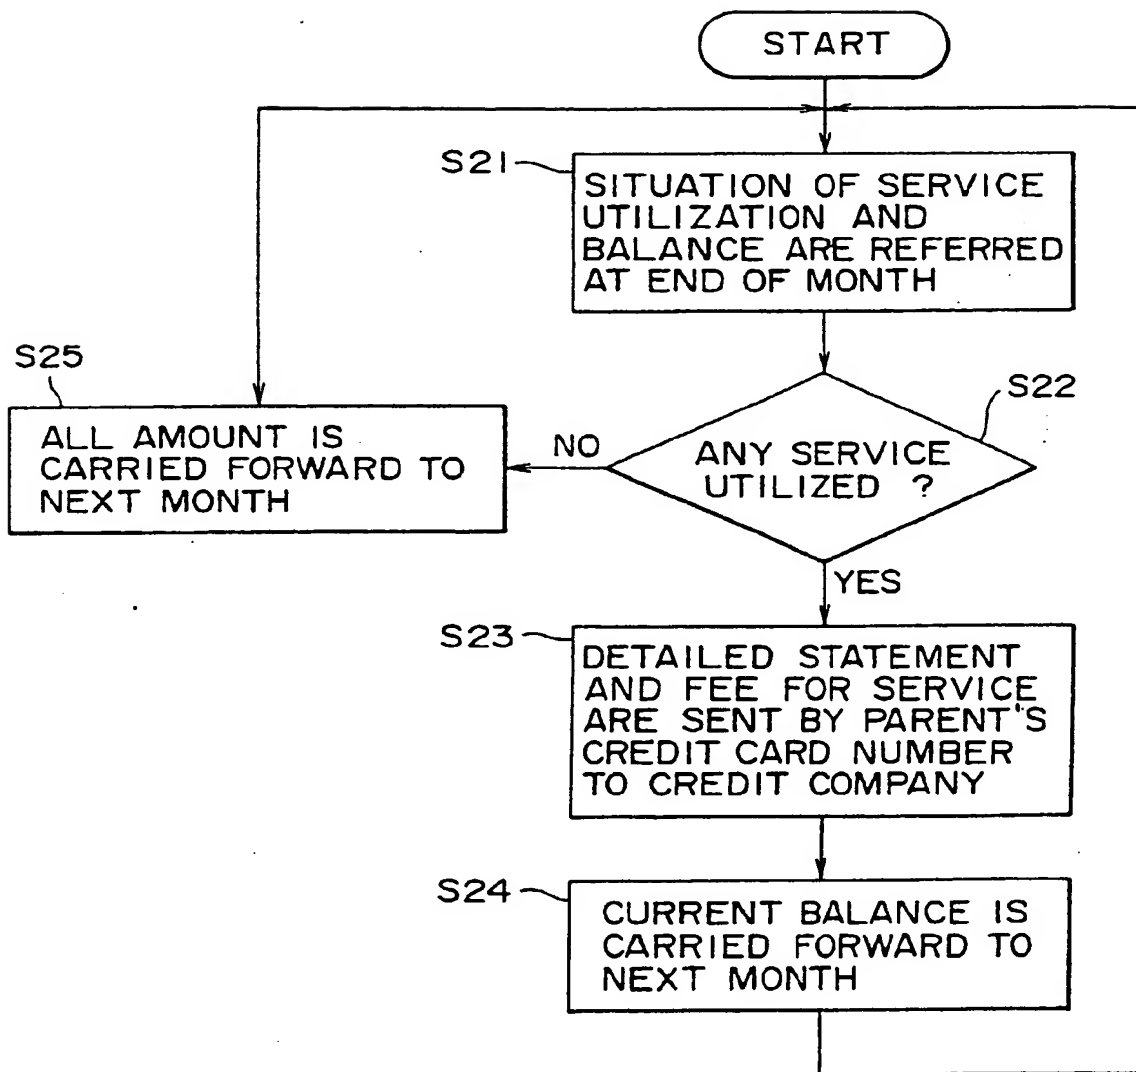 START
S21
SITUATION OF SERVICE
UTILIZATION AND
BALANCE ARE REFERRED
AT END OF MONTH
S22
ANY SERVICE
UTILIZED ?
NO
S25
ALL AMOUNT IS
CARRIED FORWARD TO
NEXT MONTH
YES
S23
DETAILED STATEMENT
AND FEE FOR SERVICE
ARE SENT BY PARENT'S
CREDIT CARD NUMBER
TO CREDIT COMPANY
S24
CURRENT BALANCE IS
CARRIED FORWARD TO
NEXT MONTH